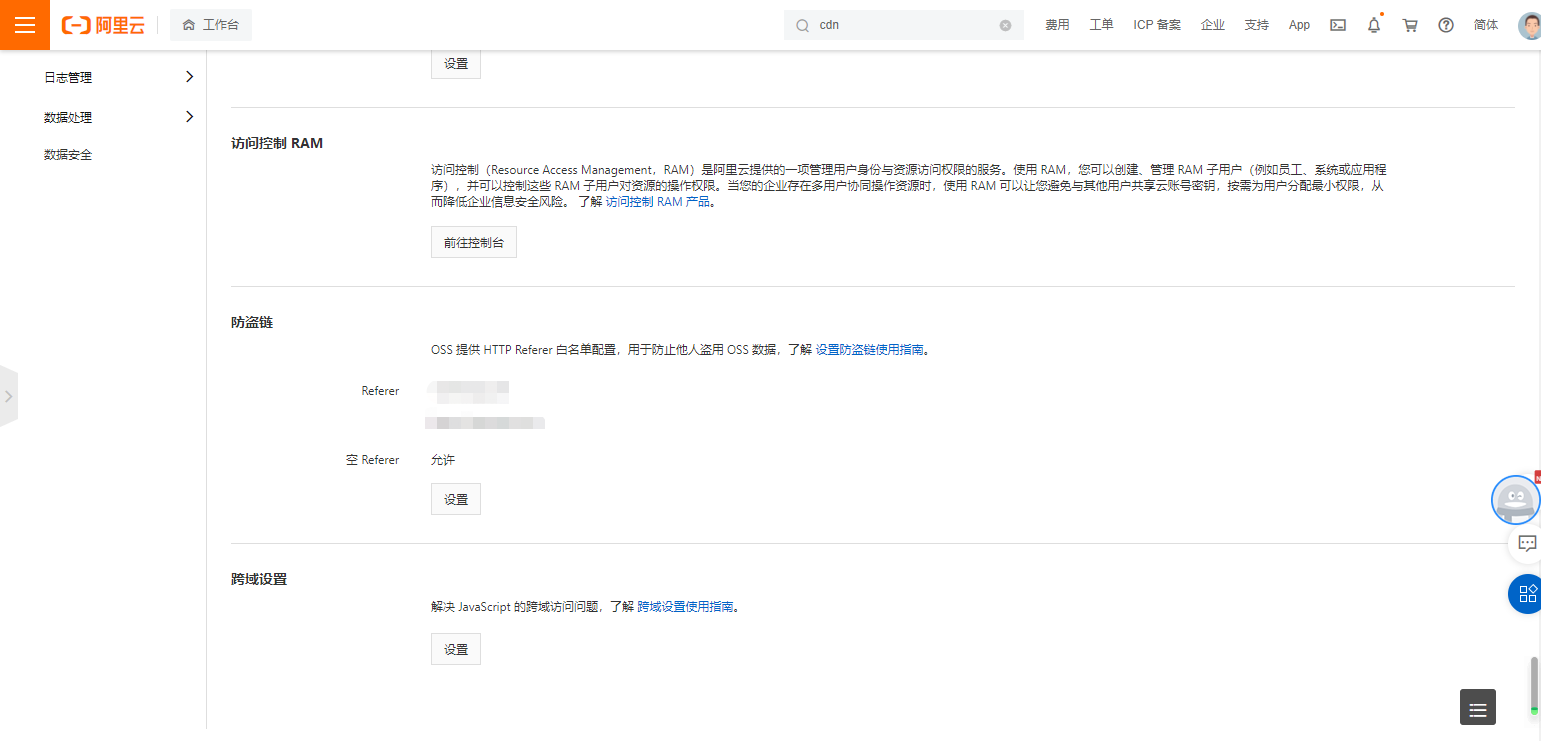 阿里云
工作台
cdn
费用
工单
ICP 备案
企业
支持
App
简体
日志管理
数据处理
数据安全
设置
访问控制 RAM
访问控制（Resource Access Management，RAM）是阿里云提供的一项管理用户身份与资源访问权限的服务。使用 RAM，您可以创建、管理 RAM 子用户（例如员工、系统或应用程
序），并可以控制这些 RAM 子用户对资源的操作权限。当您的企业存在多用户协同操作资源时，使用 RAM 可以让您避免与其他用户共享云账号密钥，按需为用户分配最小权限，从
而降低企业信息安全风险。 了解 访问控制 RAM 产品。
前往控制台
防盗链
OSS 提供 HTTP Referer 白名单配置，用于防止他人盗用 OSS 数据，了解 设置防盗链使用指南。
Referer
空 Referer
允许
设置
跨域设置
解决 JavaScript 的跨域访问问题，了解 跨域设置使用指南。
设置